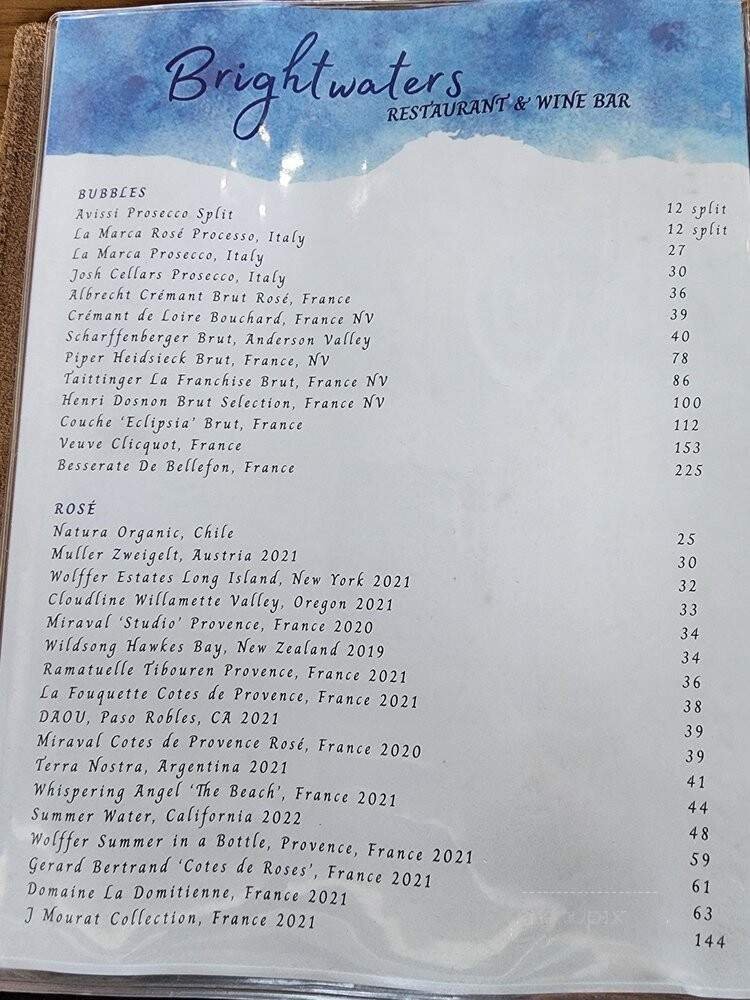 Brightwaters
RESTAURANT & WINE BAR
BUBBLES
Avissi Prosecco Split 12 split
La Marca Rosé Processo, Italy 12 split
La Marca Prosecco, Italy 27
Josh Cellars Prosecco, Italy 30
Albrecht Crémant Brut Rosé, France 36
Crémant de Loire Bouchard, France NV 39
Scharffenberger Brut, Anderson Valley 40
Piper Heidsieck Brut, France, NV 78
Taittinger La Franchise Brut, France NV 86
Henri Dosnon Brut Selection, France NV 100
Couche ‘Eclipsia’ Brut, France 112
Veuve Clicquot, France 153
Besserate De Bellefon, France 225
ROSÉ
Natura Organic, Chile 25
Muller Zweigelt, Austria 2021 30
Wolffer Estates Long Island, New York 2021 32
Cloudline Willamette Valley, Oregon 2021 33
Miraval ‘Studio’ Provence, France 2020 34
Wildsong Hawkes Bay, New Zealand 2019 34
Ramatuelle Tibouren Provence, France 2021 36
La Fouquette Cotes de Provence, France 2021 38
DAOU, Paso Robles, CA 2021 39
Miraval Cotes de Provence Rosé, France 2020 39
Terra Nostra, Argentina 2021 41
Whispering Angel ‘The Beach’, France 2021 44
Summer Water, California 2022 48
Wolffer Summer in a Bottle, Provence, France 2021 59
Gerard Bertrand ‘Cotes de Roses’, France 2021 61
Domaine La Domitienne, France 2021 63
J Mourat Collection, France 2021 144